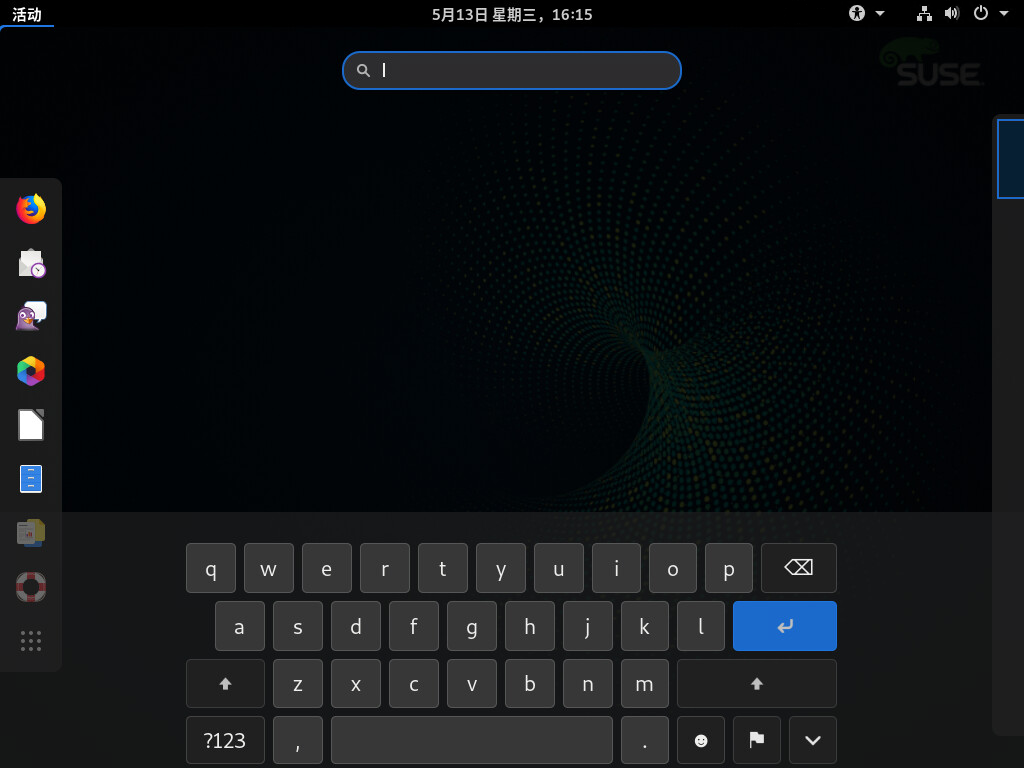 活动
5月13日 星期三，16:15
SUSE
q w e r t y u i o p
a s d f g h j k l
z x c v b n m
?123 , .